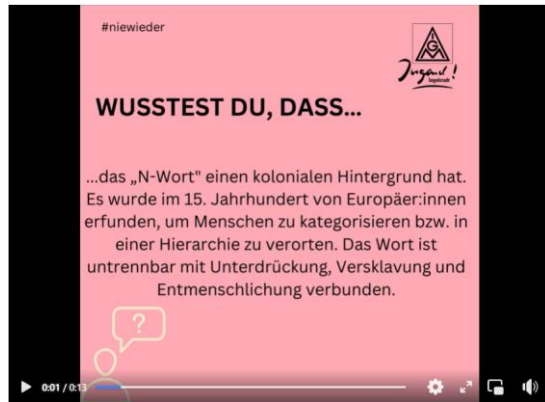 #niewieder
IGM
Jugend!
WUSSTEST DU, DASS...
...das „N-Wort" einen kolonialen Hintergrund hat.
Es wurde im 15. Jahrhundert von Europäer:innen
erfunden, um Menschen zu kategorisieren bzw. in
einer Hierarchie zu verorten. Das Wort ist
untrennbar mit Unterdrückung, Versklavung und
Entmenschlichung verbunden.
?
0:01 / 0:13